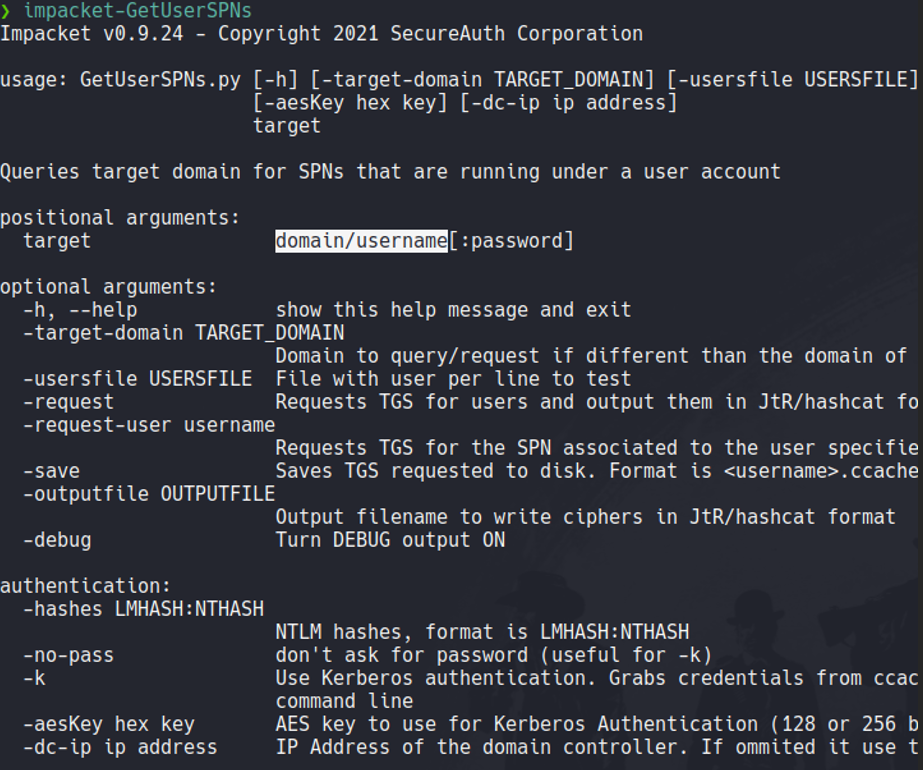 ❯ impacket-GetUserSPNs
Impacket v0.9.24 - Copyright 2021 SecureAuth Corporation
usage: GetUserSPNs.py [-h] [-target-domain TARGET_DOMAIN] [-usersfile USERSFILE]
[-aesKey hex key] [-dc-ip ip address]
target
Queries target domain for SPNs that are running under a user account
positional arguments:
target domain/username[:password]
optional arguments:
-h, --help show this help message and exit
-target-domain TARGET_DOMAIN
Domain to query/request if different than the domain of
-usersfile USERSFILE File with user per line to test
-request Requests TGS for users and output them in JtR/hashcat fo
-request-user username
Requests TGS for the SPN associated to the user specifie
-save Saves TGS requested to disk. Format is <username>.ccache
-outputfile OUTPUTFILE
Output filename to write ciphers in JtR/hashcat format
-debug Turn DEBUG output ON
authentication:
-hashes LMHASH:NTHASH
NTLM hashes, format is LMHASH:NTHASH
-no-pass don't ask for password (useful for -k)
-k Use Kerberos authentication. Grabs credentials from ccac
command line
-aesKey hex key AES key to use for Kerberos Authentication (128 or 256 b
-dc-ip ip address IP Address of the domain controller. If ommited it use t